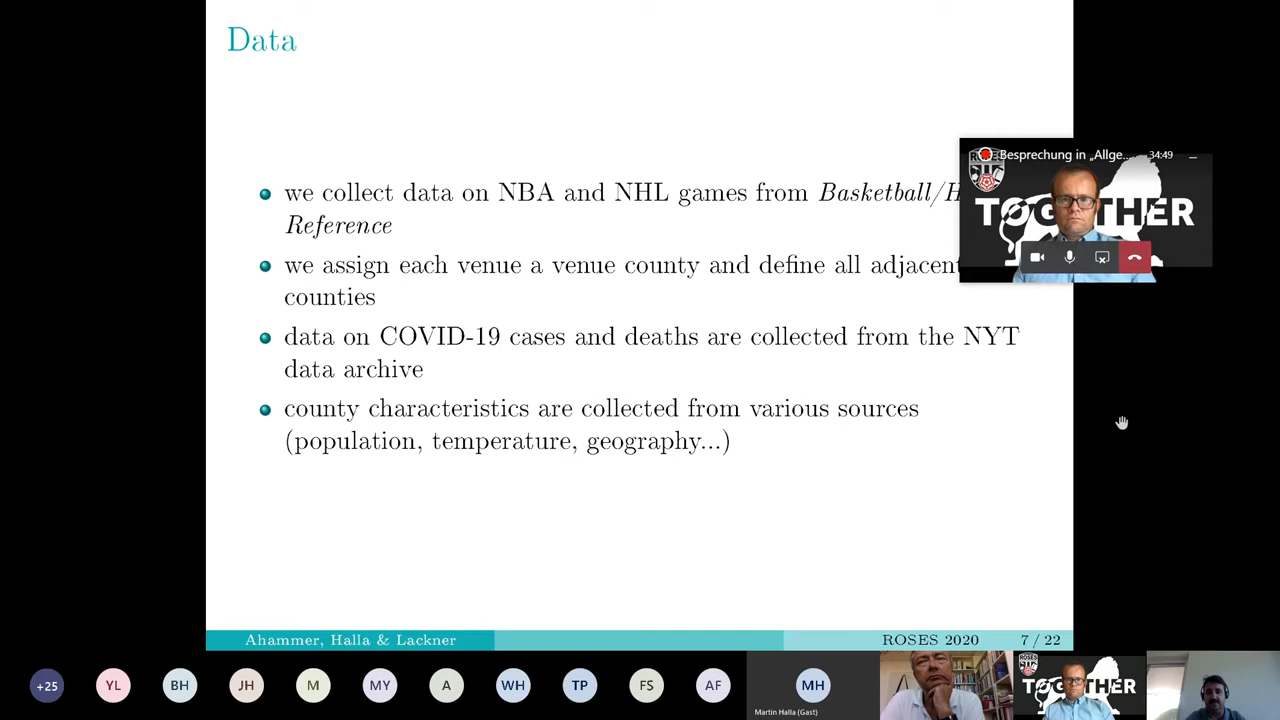 Data
we collect data on NBA and NHL games from Basketball/H
Reference
we assign each venue a venue county and define all adjacent
counties
data on COVID-19 cases and deaths are collected from the NYT
data archive
county characteristics are collected from various sources
(population, temperature, geography...)
Besprechung in „Allge... 34:49
TOGETHER
Ahammer, Halla & Lackner
ROSES 2020
7 / 22
+25
YL
BH
JH
M
MY
A
WH
TP
FS
AF
MH
Martin Halla (Gast)
TOGETHER